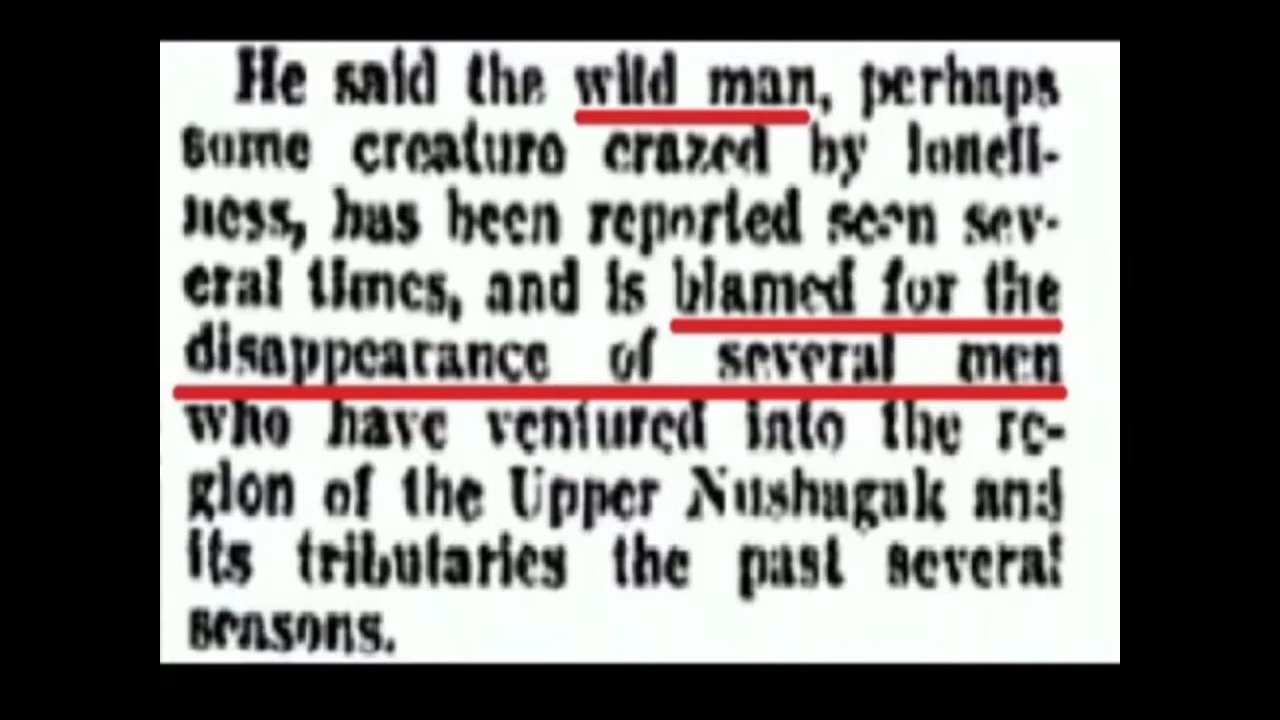 He said the wild man, perhaps
some creature crazed by loneli-
ness, has been reported seen sev-
eral times, and is blamed for the
disappearance of several men
who have ventured into the re-
gion of the Upper Nushagak and
its tributaries the past several
seasons.